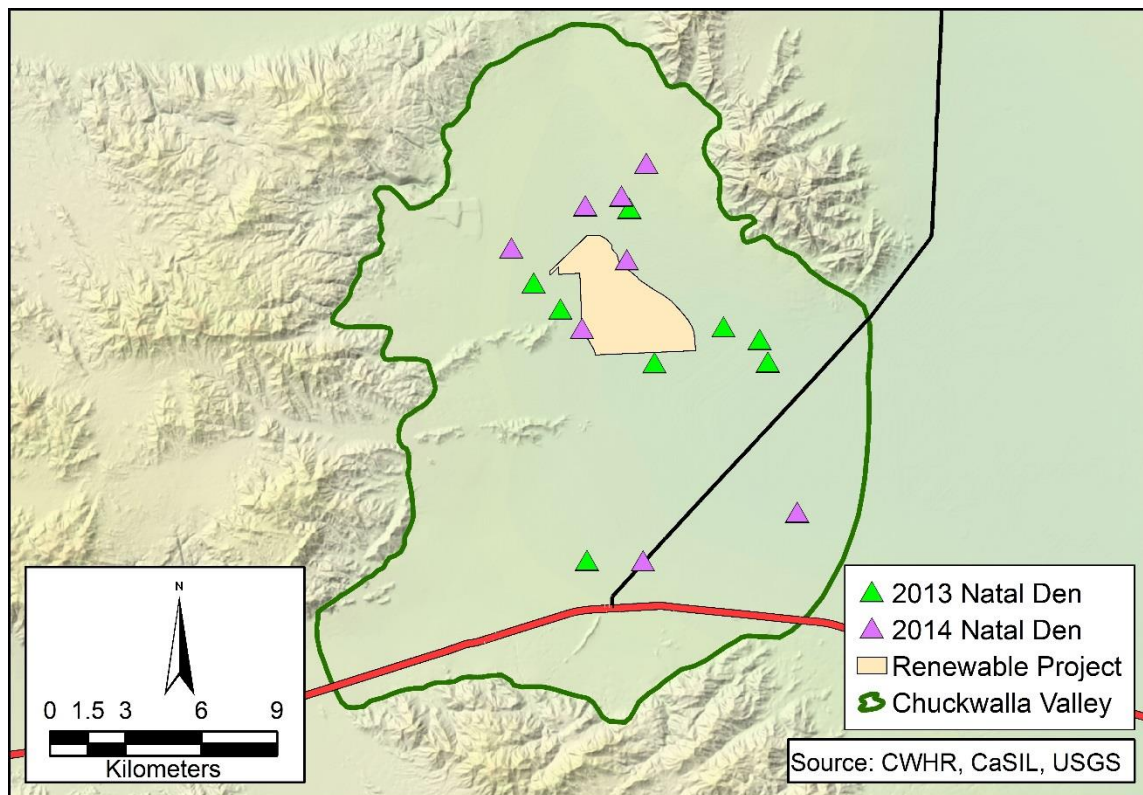 N
0 1.5 3 6 9
Kilometers
2013 Natal Den
2014 Natal Den
Renewable Project
Chuckwalla Valley
Source: CWHR, CaSIL, USGS